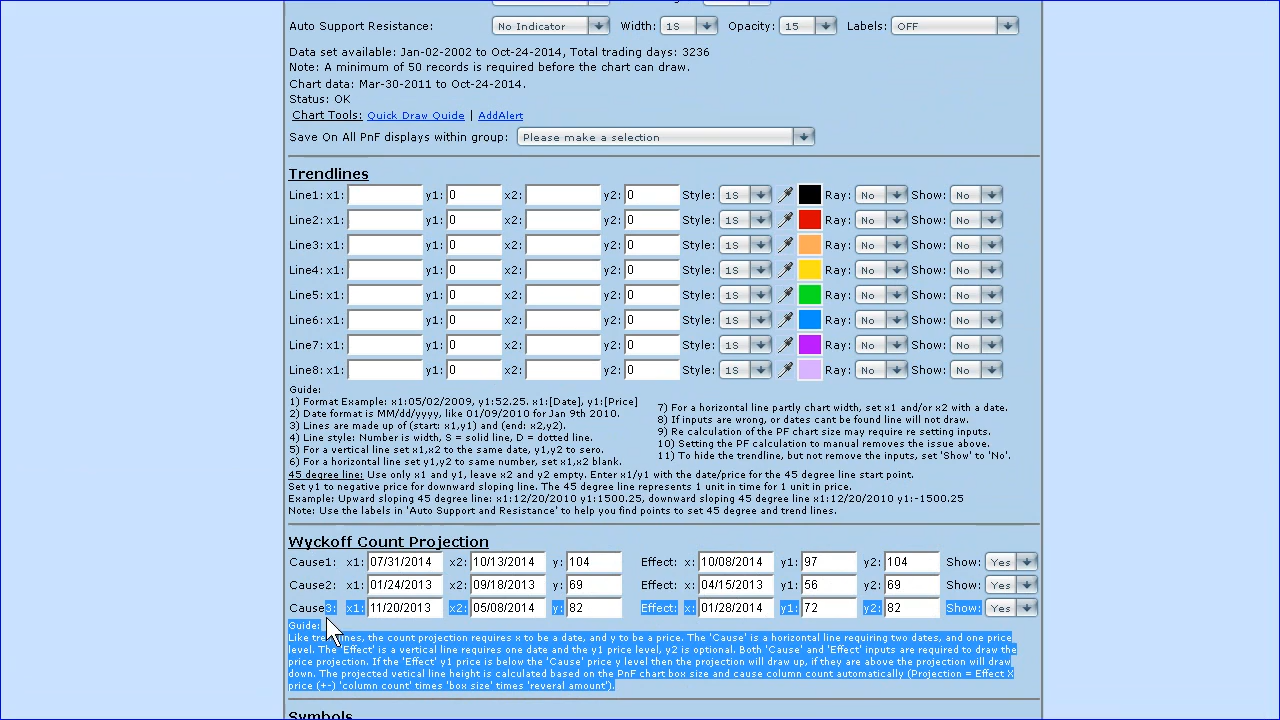 Auto Support Resistance: No Indicator Width: 1S Opacity: 15 Labels: OFF
Data set available: Jan-02-2002 to Oct-24-2014, Total trading days: 3236
Note: A minimum of 50 records is required before the chart can draw.
Chart data: Mar-30-2011 to Oct-24-2014.
Status: OK
Chart Tools: Quick Draw Guide | AddAlert
Save On All PnF displays within group: Please make a selection
Trendlines
Line1: x1: y1: 0 x2: y2: 0 Style: 1S Ray: No Show: No
Line2: x1: y1: 0 x2: y2: 0 Style: 1S Ray: No Show: No
Line3: x1: y1: 0 x2: y2: 0 Style: 1S Ray: No Show: No
Line4: x1: y1: 0 x2: y2: 0 Style: 1S Ray: No Show: No
Line5: x1: y1: 0 x2: y2: 0 Style: 1S Ray: No Show: No
Line6: x1: y1: 0 x2: y2: 0 Style: 1S Ray: No Show: No
Line7: x1: y1: 0 x2: y2: 0 Style: 1S Ray: No Show: No
Line8: x1: y1: 0 x2: y2: 0 Style: 1S Ray: No Show: No
Guide:
1) Format Example: x1:05/02/2009, y1:52.25. x1:[Date], y1:[Price]
2) Date format is MM/dd/yyyy, like 01/09/2010 for Jan 9th 2010.
3) Lines are made up of (start: x1,y1) and (end: x2,y2).
4) Line style: Number is width, S = solid line, D = dotted line.
5) For a vertical line set x1,x2 to the same date, y1,y2 to zero.
6) For a horizontal line set y1,y2 to same number, set x1,x2 blank.
7) For a horizontal line partly chart width, set x1 and/or x2 with a date.
8) If inputs are wrong, or dates cant be found line will not draw.
9) Re calculation of the PF chart size may require re setting inputs.
10) Setting the PF calculation to manual removes the issue above.
11) To hide the trendline, but not remove the inputs, set 'Show' to 'No'.
45 degree line: Use only x1 and y1, leave x2 and y2 empty. Enter x1/y1 with the date/price for the 45 degree line start point.
Set y1 to negative price for downward sloping line. The 45 degree line represents 1 unit in time for 1 unit in price.
Example: Upward sloping 45 degree line: x1:12/20/2010 y1:1500.25, downward sloping 45 degree line x1:12/20/2010 y1:-1500.25
Note: Use the labels in 'Auto Support and Resistance' to help you find points to set 45 degree and trend lines.
Wyckoff Count Projection
Cause1: x1: 07/31/2014 x2: 10/13/2014 y: 104 Effect: x: 10/08/2014 y1: 97 y2: 104 Show: Yes
Cause2: x1: 01/24/2013 x2: 09/18/2013 y: 69 Effect: x: 04/15/2013 y1: 56 y2: 69 Show: Yes
Cause3: x1: 11/20/2013 x2: 05/08/2014 y: 82 Effect: x: 01/28/2014 y1: 72 y2: 82 Show: Yes
Guide:
Like lines, the count projection requires x to be a date, and y to be a price. The 'Cause' is a horizontal line requiring two dates, and one price
level. The 'Effect' is a vertical line requires one date and the y1 price level, y2 is optional. Both 'Cause' and 'Effect' inputs are required to draw the
price projection. If the 'Effect' y1 price is below the 'Cause' price y level then the projection will draw up, if they are above the projection will draw
down. The projected vetical line height is calculated based on the PnF chart box size and cause column count automatically (Projection = Effect X
price (+-) 'column count' times 'box size' times 'reveral amount').
Symbols